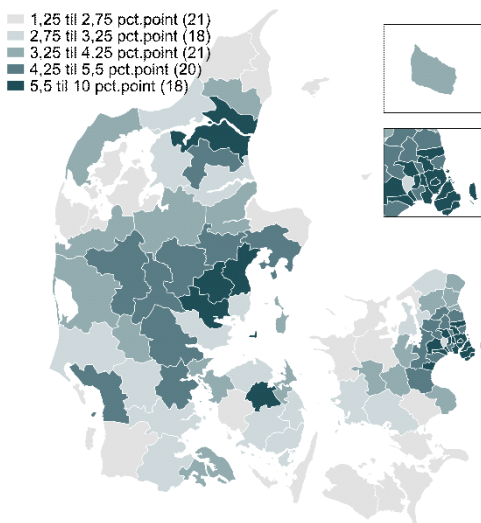 1,25 til 2,75 pct.point (21)
2,75 til 3,25 pct.point (18)
3,25 til 4.25 pct.point (21)
4,25 til 5,5 pct.point (20)
5,5 til 10 pct.point (18)